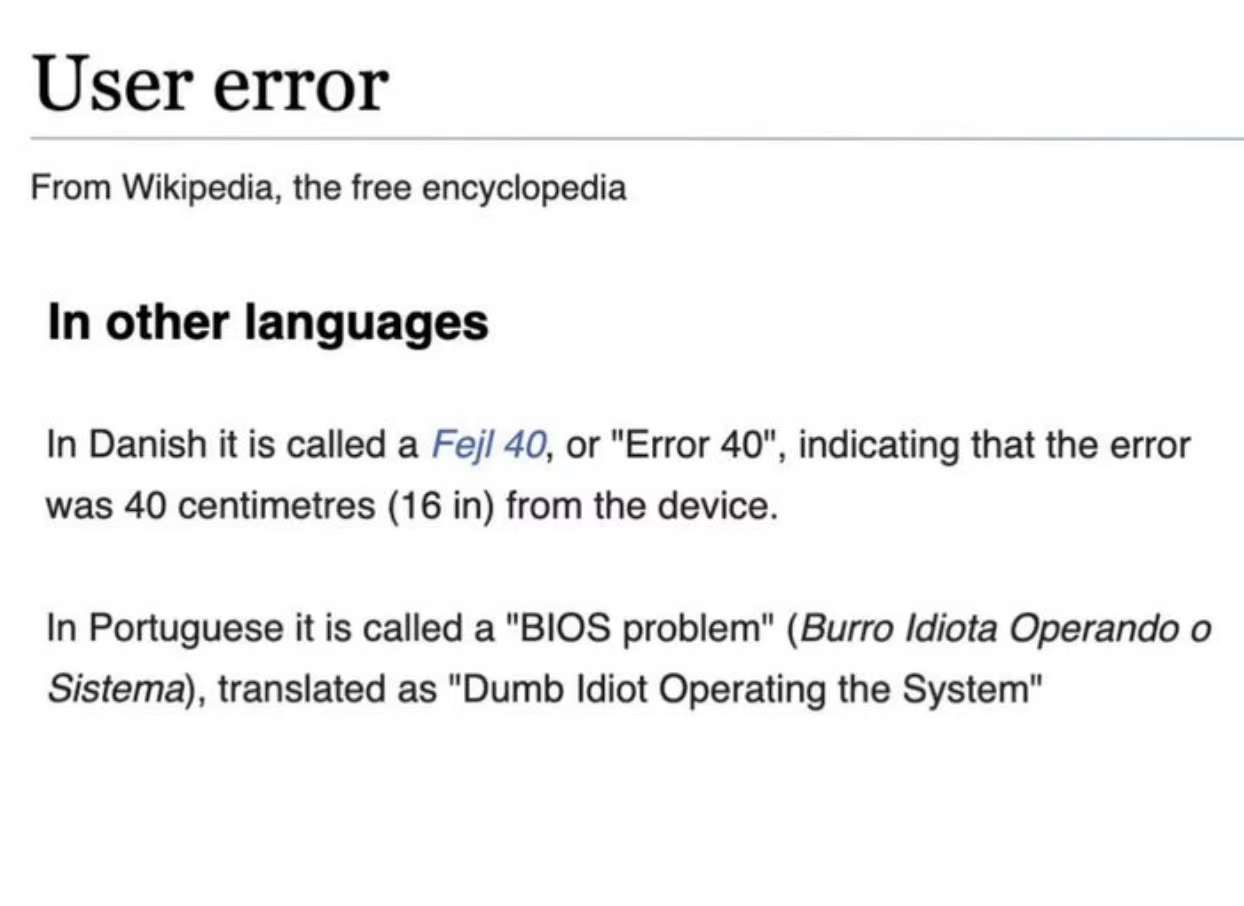 User error
From Wikipedia, the free encyclopedia
In other languages
In Danish it is called a Fejl 40, or "Error 40", indicating that the error
was 40 centimetres (16 in) from the device.
In Portuguese it is called a "BIOS problem" (Burro Idiota Operando o
Sistema), translated as "Dumb Idiot Operating the System"